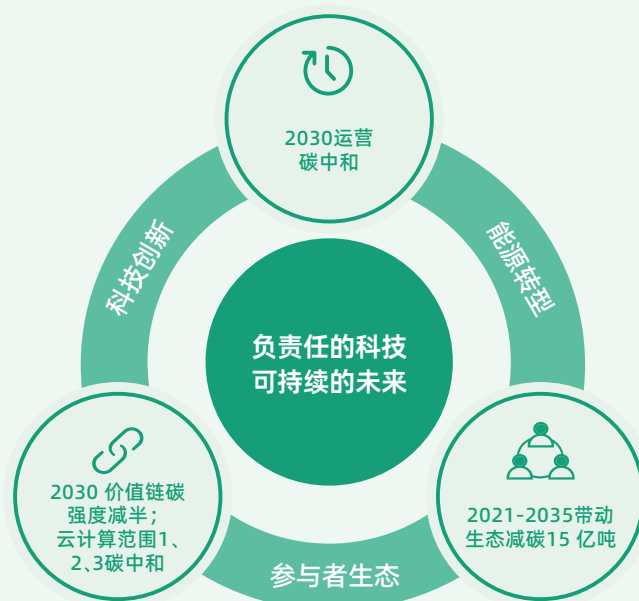 2030运营
碳中和
科技创新
能源转型
负责任的科技
可持续的未来
2030 价值链碳
强度减半；
云计算范围1、
2、3碳中和
2021-2035带动
生态减碳15 亿吨
参与者生态